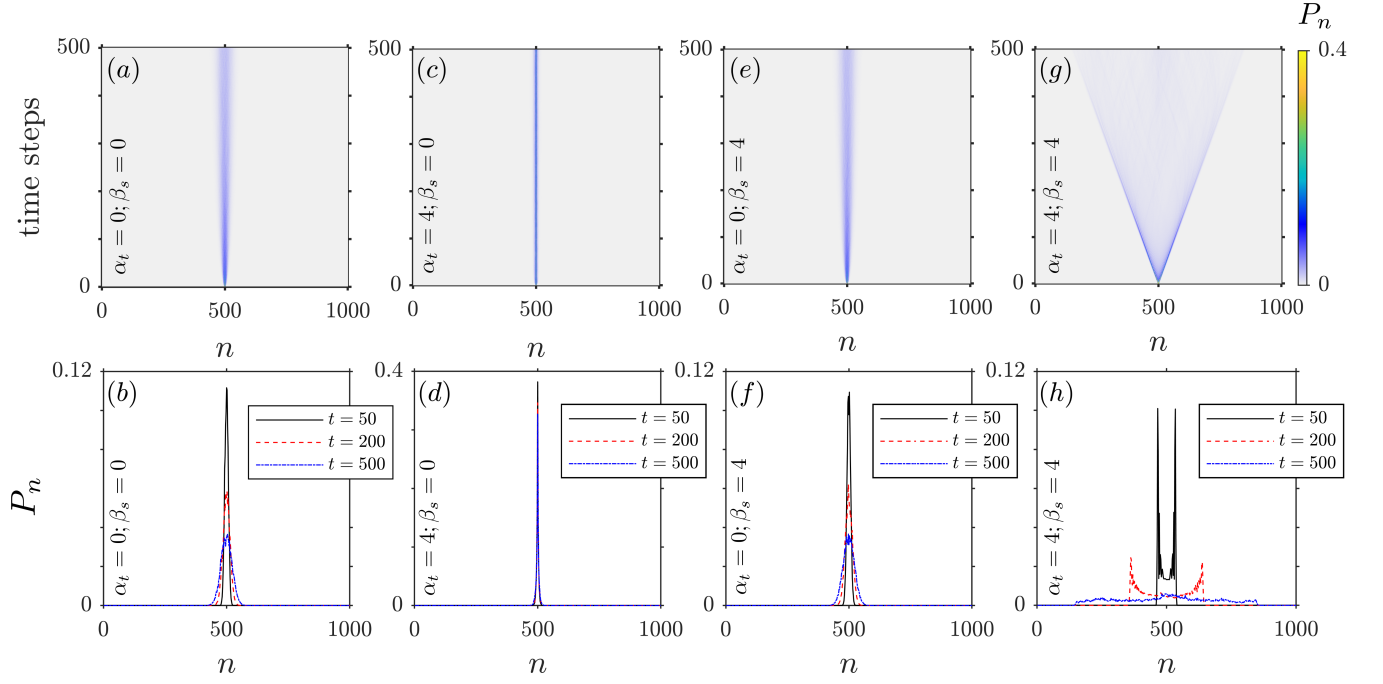 P_n
0.4
0
time steps
500
0
(a)
α_t = 0; β_s = 0
0 500 1000
n
500
0
(c)
α_t = 4; β_s = 0
0 500 1000
n
500
0
(e)
α_t = 0; β_s = 4
0 500 1000
n
500
0
(g)
α_t = 4; β_s = 4
0 500 1000
n
P_n
0.12
0
(b)
α_t = 0; β_s = 0
t = 50
t = 200
t = 500
0 500 1000
n
0.4
0
(d)
α_t = 4; β_s = 0
t = 50
t = 200
t = 500
0 500 1000
n
0.12
0
(f)
α_t = 0; β_s = 4
t = 50
t = 200
t = 500
0 500 1000
n
0.12
0
(h)
α_t = 4; β_s = 4
t = 50
t = 200
t = 500
0 500 1000
n